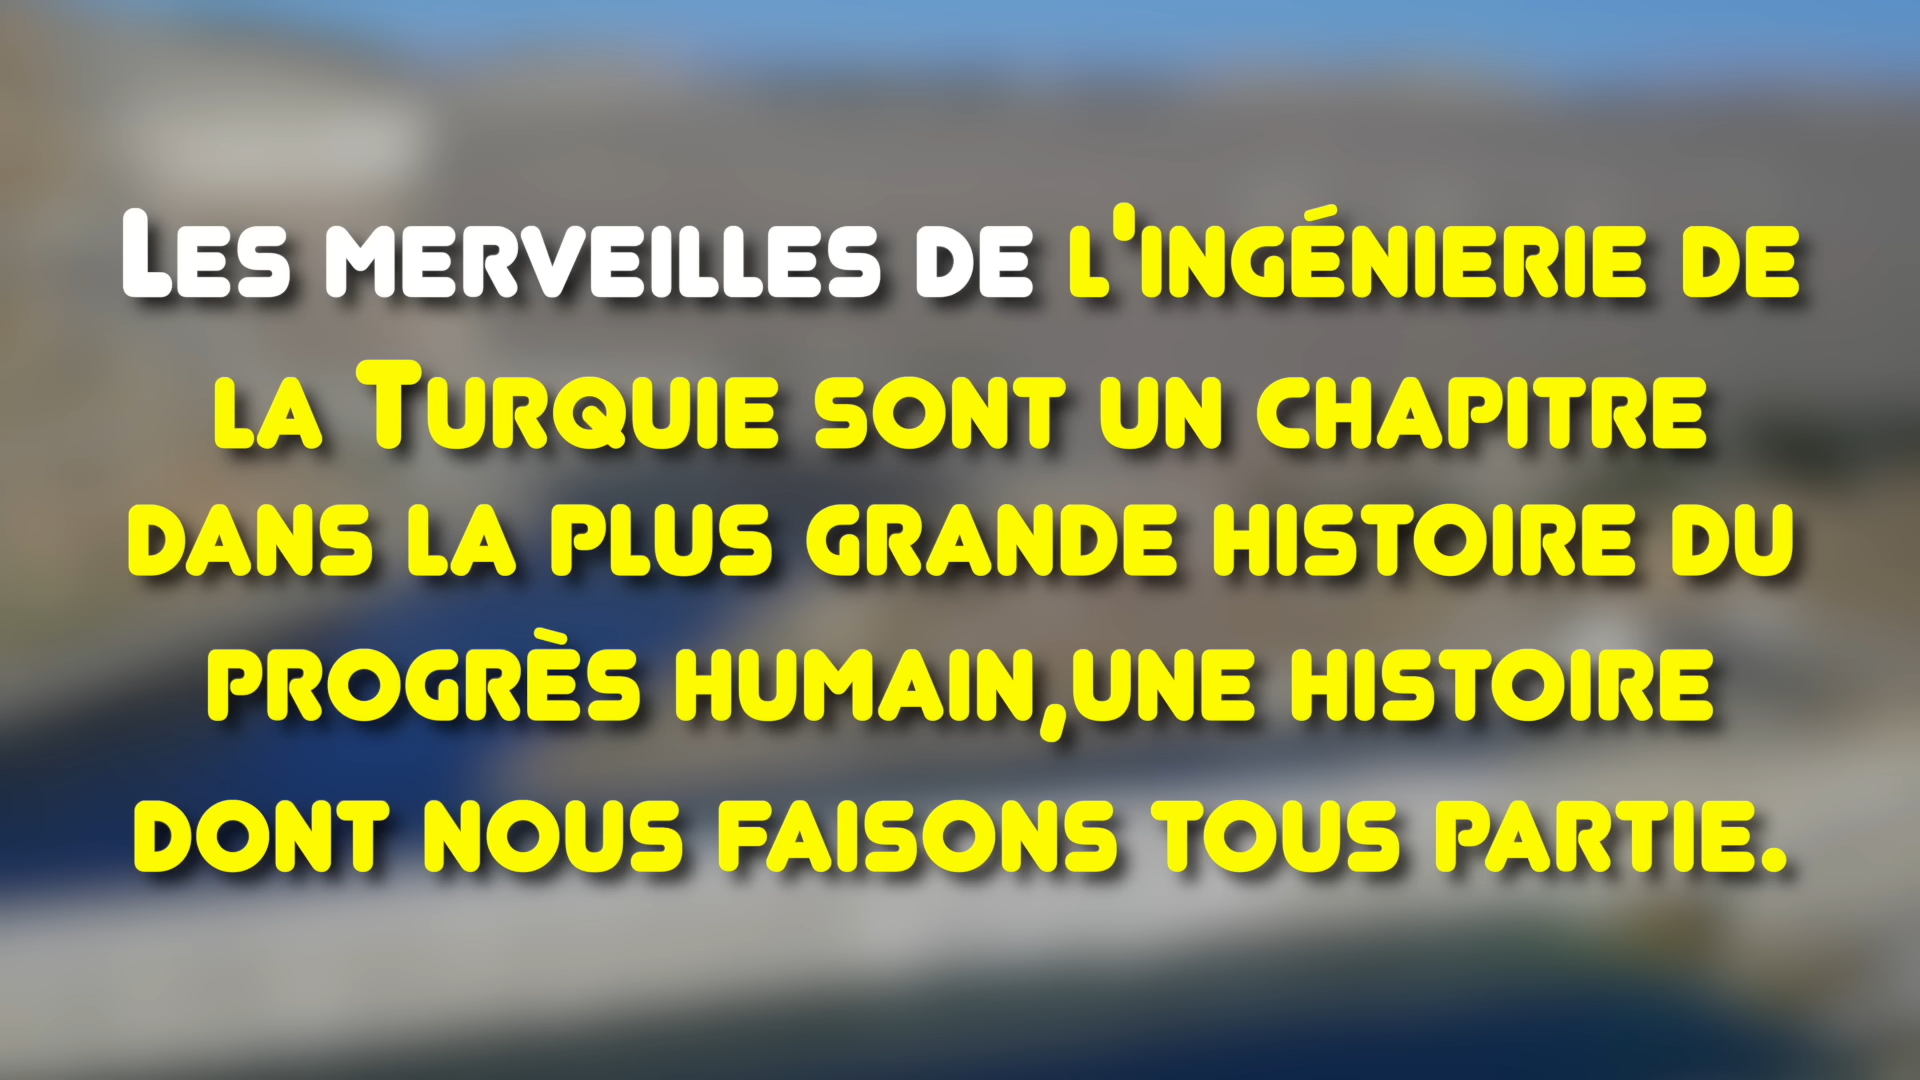 Les merveilles de l'ingénierie de
la Turquie sont un chapitre
dans la plus grande histoire du
progrès humain,une histoire
dont nous faisons tous partie.